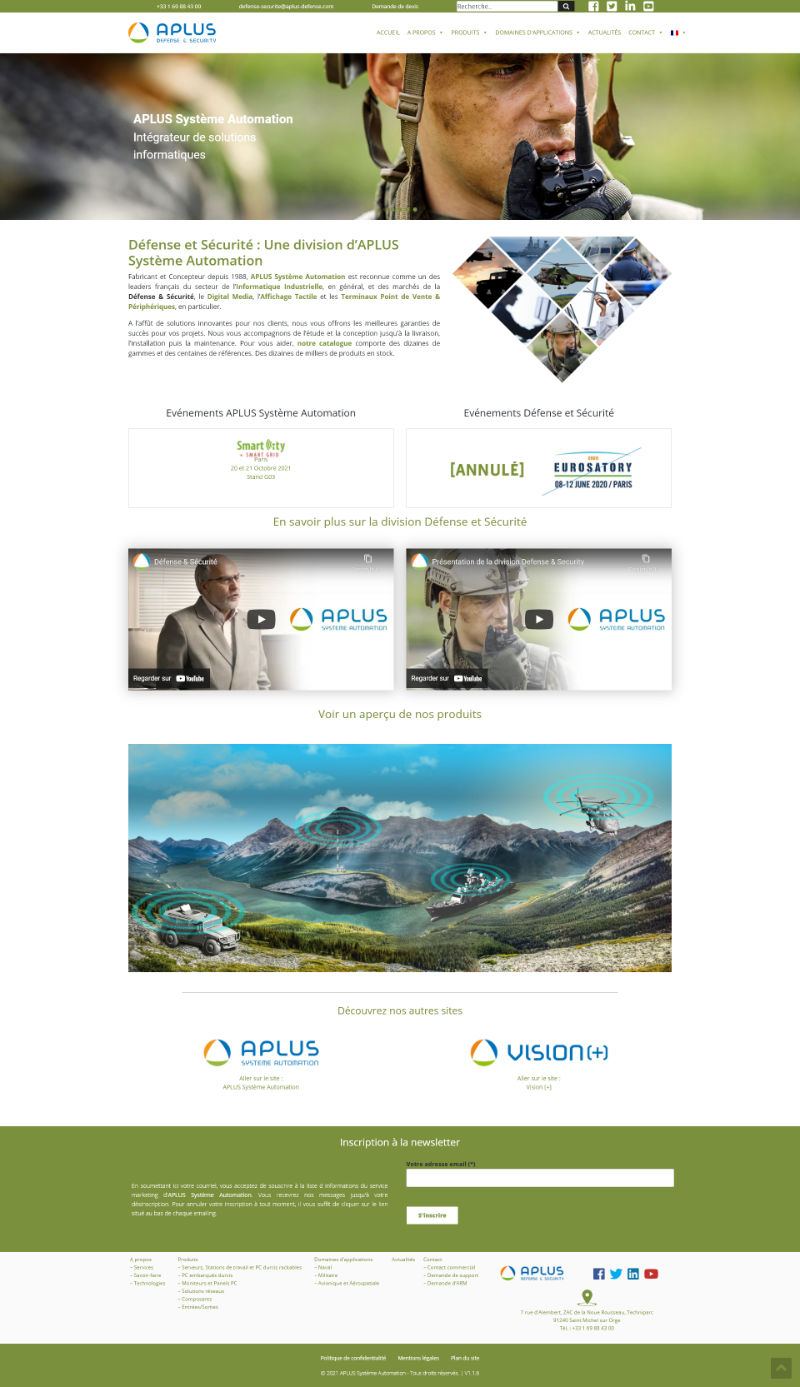 +33 1 69 88 43 00
defense-securite@aplus-defense.com
Demande de devis
Recherche...
APLUS
DEFENSE & SECURITY
ACCUEIL
A PROPOS
PRODUITS
DOMAINES D'APPLICATIONS
ACTUALITÉS
CONTACT
APLUS Système Automation
Intégrateur de solutions
informatiques
Défense et Sécurité : Une division d'APLUS
Système Automation
Fabricant et Concepteur depuis 1988, APLUS Système Automation est reconnue comme un des
leaders français du secteur de l'Informatique Industrielle, en général, et des marchés de la
Défense & Sécurité, le Digital Media, l'Affichage Tactile et les Terminaux Point de Vente &
Périphériques, en particulier.
A l'affût de solutions innovantes pour nos clients, nous vous offrons les meilleures garanties de
succès pour vos projets. Nous vous accompagnons de l'étude et la conception jusqu'à la livraison,
l'installation puis la maintenance. Pour vous aider, notre catalogue comporte des dizaines de
gammes et des centaines de références. Des dizaines de milliers de produits en stock.
Evénements APLUS Système Automation
Evénements Défense et Sécurité
Smart City
+ SMART GRID
Paris
20 et 21 Octobre 2021
Stand G03
[ANNULÉ]
EUROSATORY
08-12 JUNE 2020 / PARIS
En savoir plus sur la division Défense et Sécurité
Défense & Sécurité
APLUS
SYSTEME AUTOMATION
Regarder sur YouTube
Présentation de la division Defense & Security
APLUS
SYSTEME AUTOMATION
Regarder sur YouTube
Voir un aperçu de nos produits
Découvrez nos autres sites
APLUS
SYSTEME AUTOMATION
Aller sur le site :
APLUS Système Automation
VISION(+)
Aller sur le site :
Vision (+)
Inscription à la newsletter
En soumettant ici votre courriel, vous acceptez de souscrire à la liste d'informations du service
marketing d'APLUS Système Automation. Vous recevrez nos messages jusqu'à votre
désinscription. Pour annuler votre inscription à tout moment, il vous suffit de cliquer sur le lien
situé au bas de chaque emailing.
Votre adresse email (*)
S'inscrire
A propos
– Services
– Savoir-faire
– Technologies
Produits
– Serveurs, Stations de travail et PC durcis rackables
– PC embarqués durcis
– Moniteurs et Panels PC
– Solutions réseaux
– Composants
– Entrées/Sorties
Domaines d'applications
– Naval
– Militaire
– Avionique et Aérospatiale
Actualités
Contact
– Contact commercial
– Demande de support
– Demande d'ARM
APLUS
DEFENSE & SECURITY
7 rue d'Alembert, ZAC de la Noue Rousseau, Techniparc
91240 Saint Michel sur Orge
Tél. : +33 1 69 88 43 00
Politique de confidentialité
Mentions légales
Plan du site
© 2021 APLUS Système Automation - Tous droits réservés. | V1.1.6